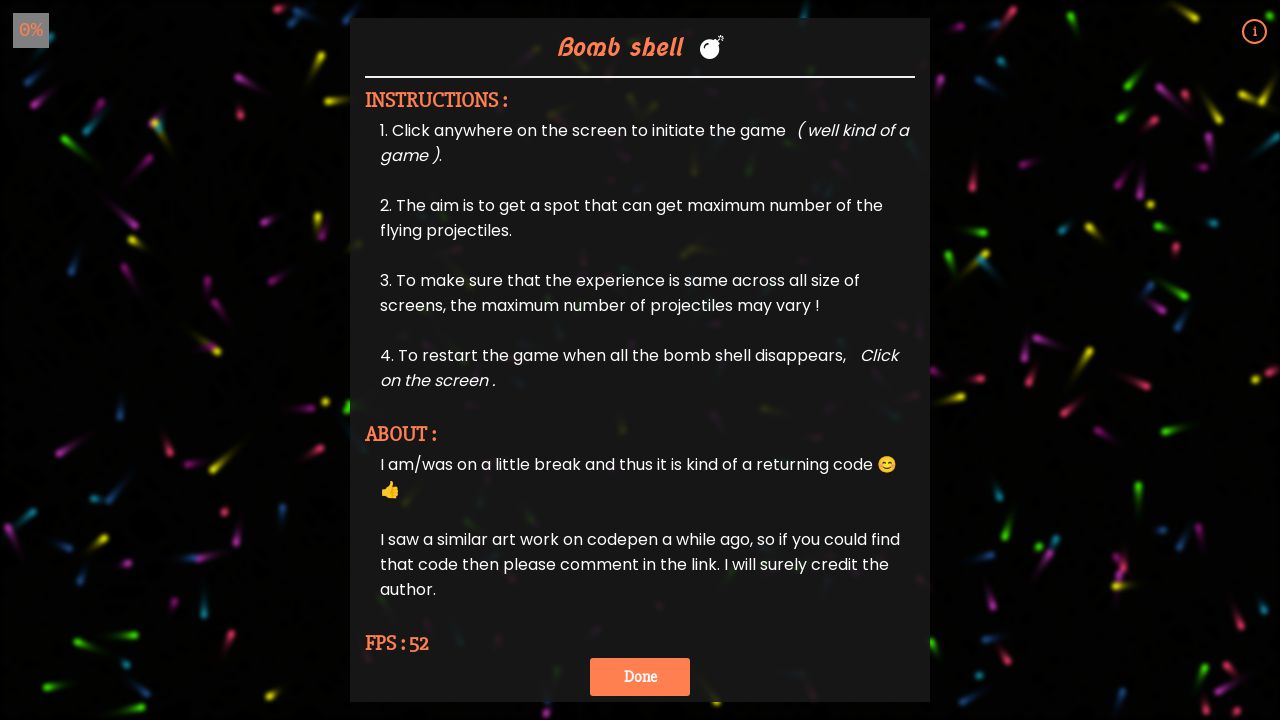 0%
i
Bomb shell 💣
INSTRUCTIONS :
1. Click anywhere on the screen to initiate the game ( well kind of a
game ).
2. The aim is to get a spot that can get maximum number of the
flying projectiles.
3. To make sure that the experience is same across all size of
screens, the maximum number of projectiles may vary !
4. To restart the game when all the bomb shell disappears, Click
on the screen .
ABOUT :
I am/was on a little break and thus it is kind of a returning code 😊
👍
I saw a similar art work on codepen a while ago, so if you could find
that code then please comment in the link. I will surely credit the
author.
FPS : 52
Done